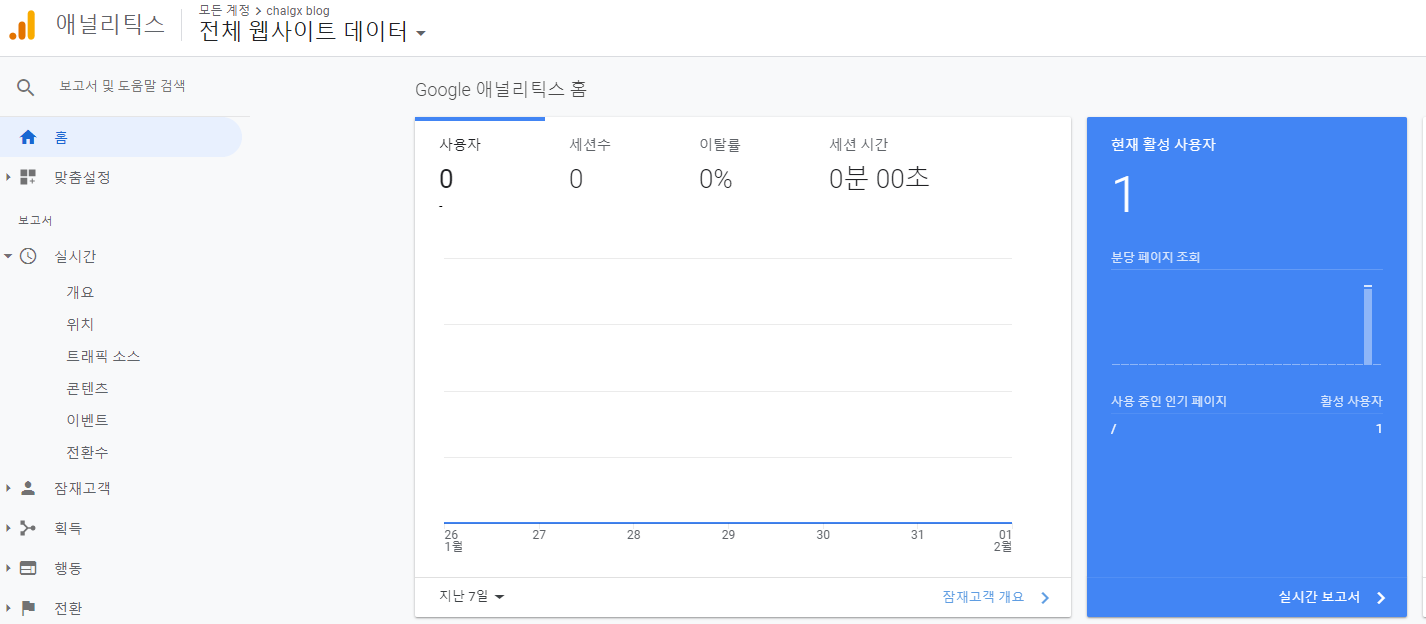 애널리틱스
모든 계정 > chalgx blog
전체 웹사이트 데이터
보고서 및 도움말 검색
홈
맞춤설정
보고서
실시간
개요
위치
트래픽 소스
콘텐츠
이벤트
전환수
잠재고객
획득
행동
전환
Google 애널리틱스 홈
사용자 세션수 이탈률 세션 시간
0 0 0% 0분 00초
-
26 27 28 29 30 31 01
1월 2월
지난 7일 잠재고객 개요
현재 활성 사용자
1
분당 페이지 조회
사용 중인 인기 페이지 활성 사용자
/ 1
실시간 보고서